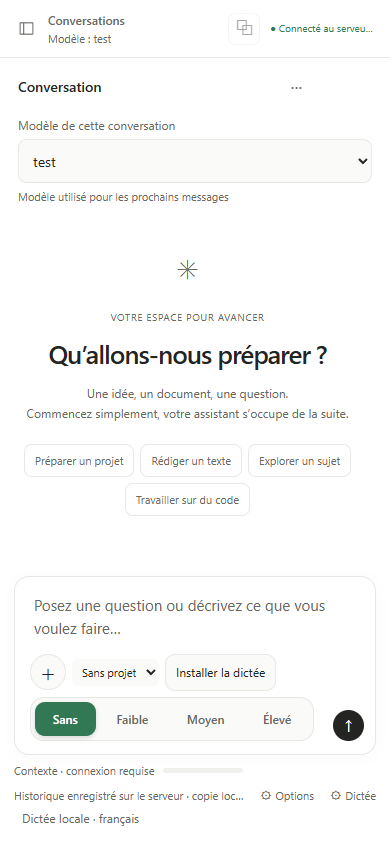 Conversations
Modèle : test
Connecté au serveu...
Conversation
Modèle de cette conversation
test
Modèle utilisé pour les prochains messages
VOTRE ESPACE POUR AVANCER
Qu’allons-nous préparer ?
Une idée, un document, une question.
Commencez simplement, votre assistant s’occupe de la suite.
Préparer un projet
Rédiger un texte
Explorer un sujet
Travailler sur du code
Posez une question ou décrivez ce que vous
voulez faire...
Sans projet
Installer la dictée
Sans
Faible
Moyen
Élevé
Contexte · connexion requise
Historique enregistré sur le serveur · copie loc...
Options
Dictée
Dictée locale · français